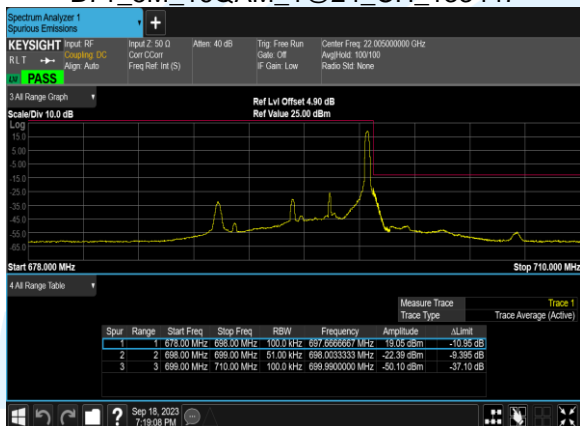 Spectrum Analyzer 1
Spurious Emissions
+
KEYSIGHT Input: RF Input Z: 50 Ω Atten: 40 dB Trig: Free Run Center Freq: 22.005000000 GHz
RLT Coupling: DC Corr CCorr Gate: Off Avg|Hold: 100/100
Align: Auto Freq Ref: Int (S) IF Gain: Low Radio Std: None
PASS
3 All Range Graph
Ref Lvl Offset 4.90 dB
Scale/Div 10.0 dB Ref Value 25.00 dBm
Log
15.0
5.00
-5.00
-15.0
-25.0
-35.0
-45.0
-55.0
-65.0
Start 678.000 MHz Stop 710.000 MHz
4 All Range Table
Measure Trace Trace 1
Trace Type Trace Average (Active)
Spur Range Start Freq Stop Freq RBW Frequency Amplitude ΔLimit
1 1 678.00 MHz 698.00 MHz 100.0 kHz 697.6666667 MHz 19.05 dBm -10.95 dB
2 2 698.00 MHz 699.00 MHz 51.00 kHz 698.0033333 MHz -22.39 dBm -9.395 dB
3 3 699.00 MHz 710.00 MHz 100.0 kHz 699.9900000 MHz -50.10 dBm -37.10 dB
? Sep 18, 2023
7:19:08 PM